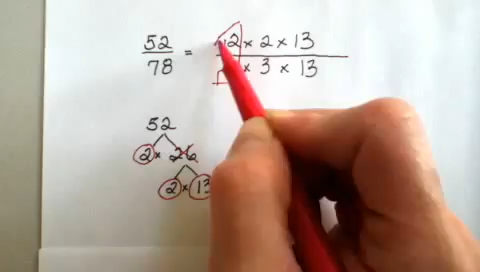 52 = 2 × 2 × 13
78 × 3 × 13
52
2 × 26
2 × 13